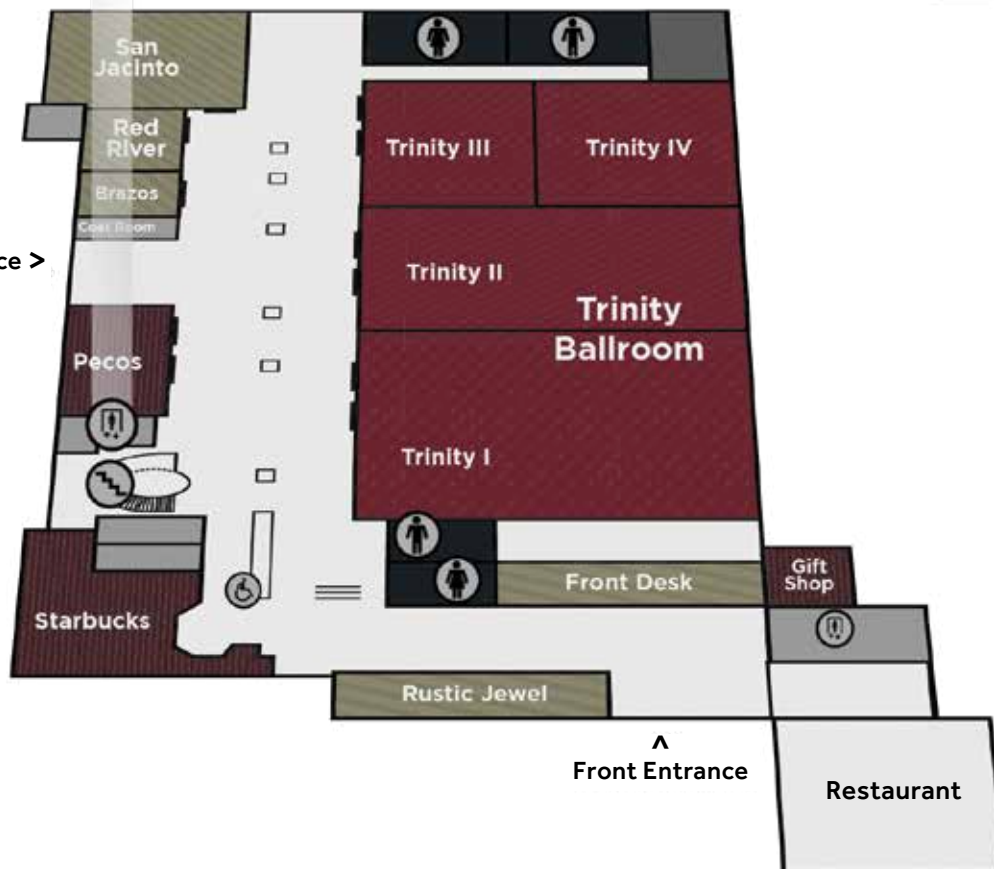 San
Jacinto
Red
River
Brazos
Coat Room
ce >
Pecos
Starbucks
Trinity III
Trinity IV
Trinity II
Trinity
Ballroom
Trinity I
Front Desk
Gift
Shop
Rustic Jewel
^
Front Entrance
Restaurant